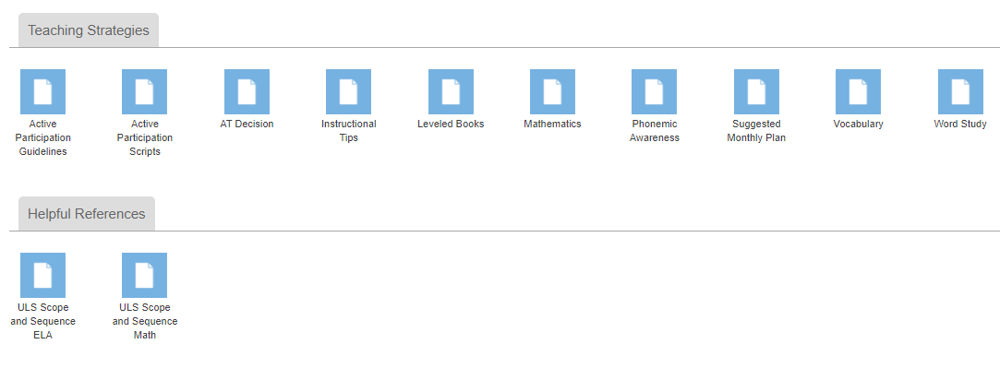 Teaching Strategies
Active
Participation
Guidelines
Active
Participation
Scripts
AT Decision
Instructional
Tips
Leveled Books
Mathematics
Phonemic
Awareness
Suggested
Monthly Plan
Vocabulary
Word Study
Helpful References
ULS Scope
and Sequence
ELA
ULS Scope
and Sequence
Math